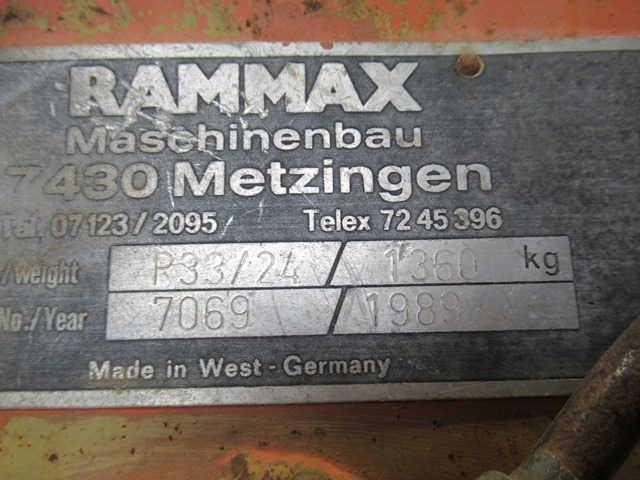 RAMMAX
Maschinenbau
7430 Metzingen
Tel. 07123/2095 Telex 72 45 396
/weight P33/24 / 1360 kg
No./Year 7069 / 1989
Made in West-Germany